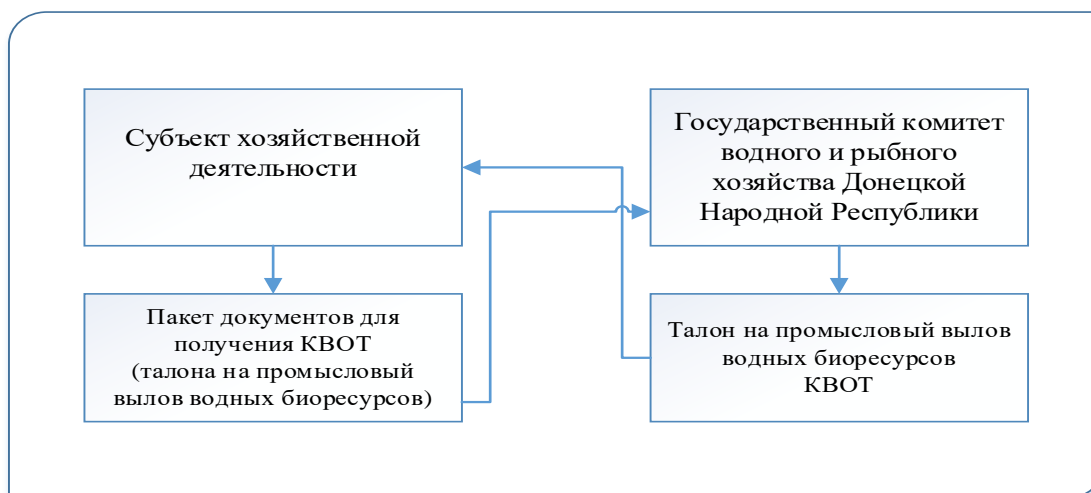 Субъект хозяйственной
деятельности
Государственный комитет
водного и рыбного
хозяйства Донецкой
Народной Республики
Пакет документов для
получения КВОТ
(талона на промысловый
вылов водных биоресурсов)
Талон на промысловый вылов
водных биоресурсов
КВОТ